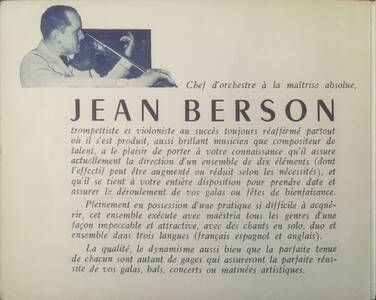 Chef d'orchestre à la maîtrise absolue,
JEAN BERSON
trompettiste et violoniste au succès toujours réaffirmé partout
où il s'est produit, aussi brillant musicien que compositeur de
talent, a le plaisir de porter à votre connaissance qu'il assure
actuellement la direction d'un ensemble de dix éléments (dont
l'effectif peut être augmenté ou réduit selon les nécessités), et
qu'il se tient à votre entière disposition pour prendre date et
assurer le déroulement de vos galas ou fêtes de bienfaisance.
Pleinement en possession d'une pratique si difficile à acqué-
rir, cet ensemble exécute avec maëstria tous les genres d'une
façon impeccable et attractive, avec des chants en solo, duo et
ensemble dans trois langues (français espagnol et anglais).
La qualité, le dynamisme aussi bien que la parfaite tenue
de chacun sont autant de gages qui assureront la parfaite réus-
site de vos galas, bals, concerts ou matinées artistiques.